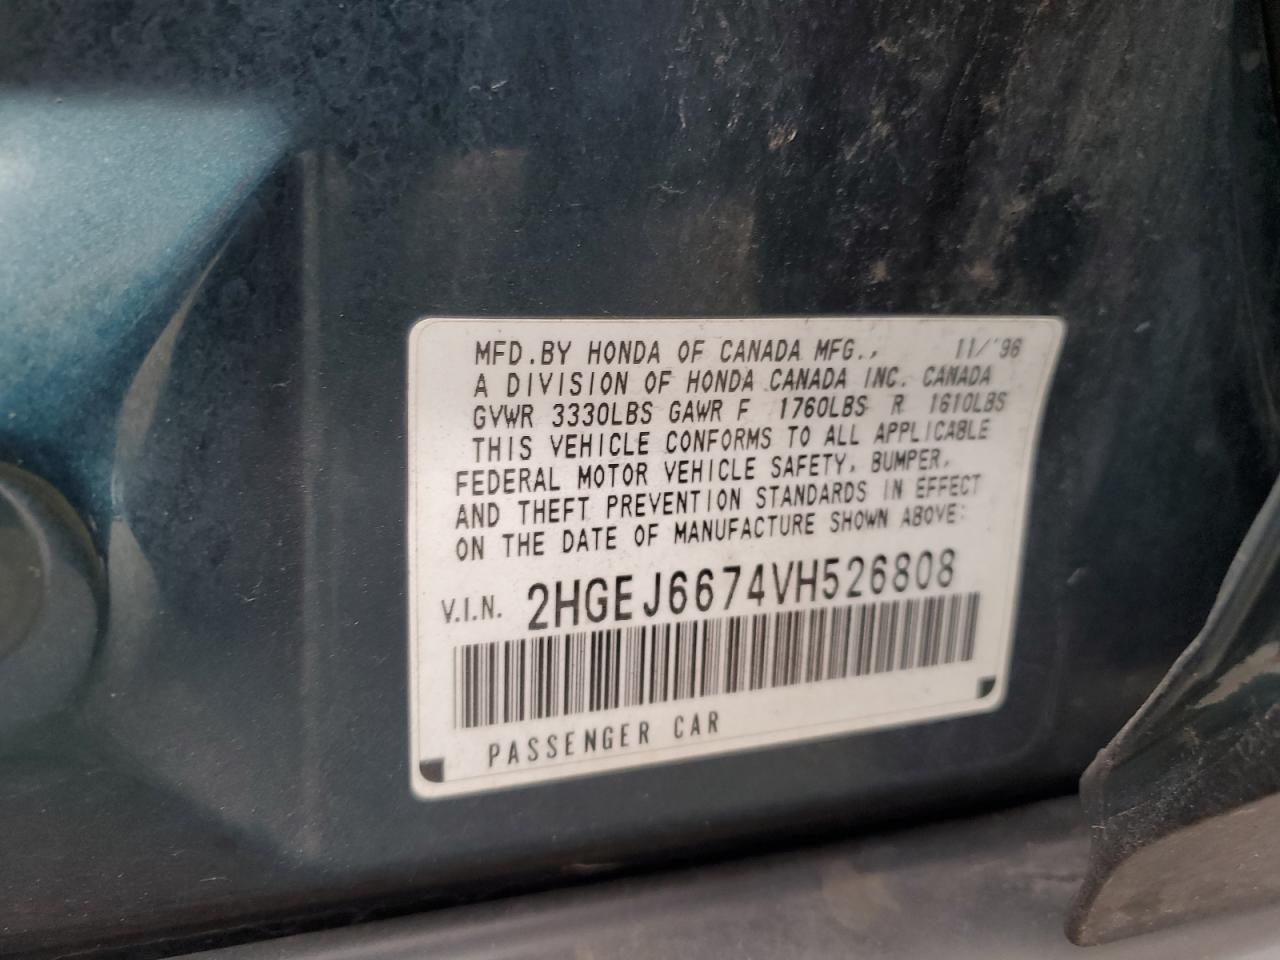 MFD.BY HONDA OF CANADA MFG., 11/'96
A DIVISION OF HONDA CANADA INC. CANADA
GVWR 3330LBS GAWR F 1760LBS R 1610LBS
THIS VEHICLE CONFORMS TO ALL APPLICABLE
FEDERAL MOTOR VEHICLE SAFETY, BUMPER,
AND THEFT PREVENTION STANDARDS IN EFFECT
ON THE DATE OF MANUFACTURE SHOWN ABOVE:
V.I.N. 2HGEJ6674VH526808
PASSENGER CAR